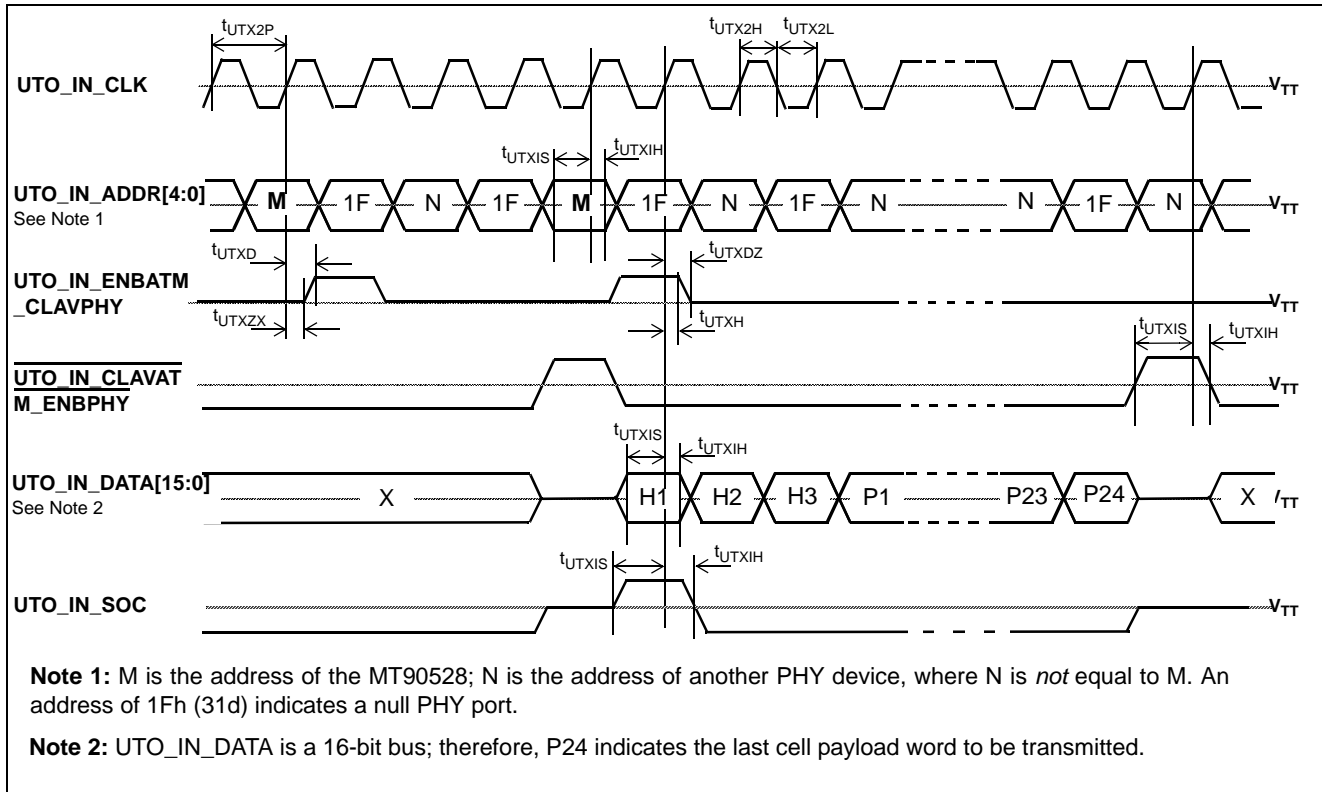 tUTX2P
tUTX2H tUTX2L
UTO_IN_CLK
VTT
tUTXIS tUTXIH
UTO_IN_ADDR[4:0]
See Note 1
M 1F N 1F M 1F N 1F N N 1F N
VTT
tUTXD tUTXDZ
UTO_IN_ENBATM
_CLAVPHY
VTT
tUTXZX tUTXH
tUTXIS tUTXIH
UTO_IN_CLAVAT
M_ENBPHY
VTT
tUTXIS tUTXIH
UTO_IN_DATA[15:0]
See Note 2
X H1 H2 H3 P1 P23 P24 X
VTT
tUTXIS tUTXIH
UTO_IN_SOC
VTT
Note 1: M is the address of the MT90528; N is the address of another PHY device, where N is not equal to M. An
address of 1Fh (31d) indicates a null PHY port.
Note 2: UTO_IN_DATA is a 16-bit bus; therefore, P24 indicates the last cell payload word to be transmitted.